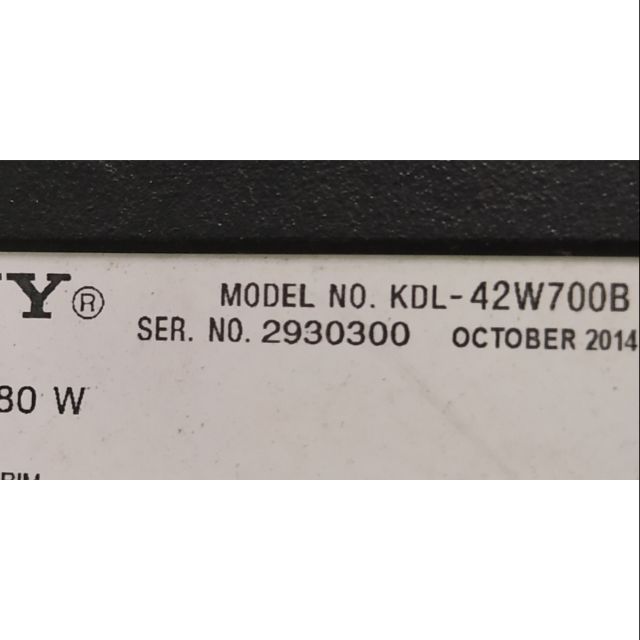 Y® MODEL NO. KDL-42W700B
SER. NO. 2930300 OCTOBER 2014
80 W